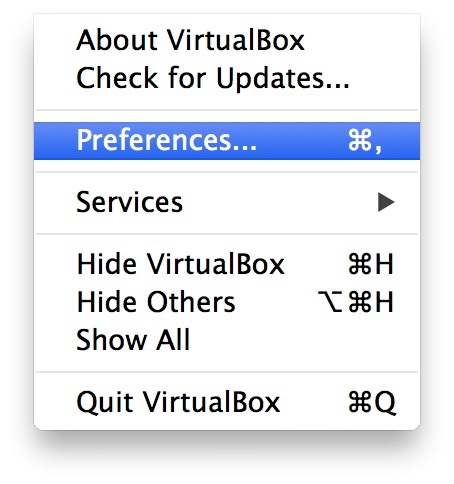 About VirtualBox
Check for Updates...
Preferences... ⌘,
Services ▶
Hide VirtualBox ⌘H
Hide Others ⌥⌘H
Show All
Quit VirtualBox ⌘Q